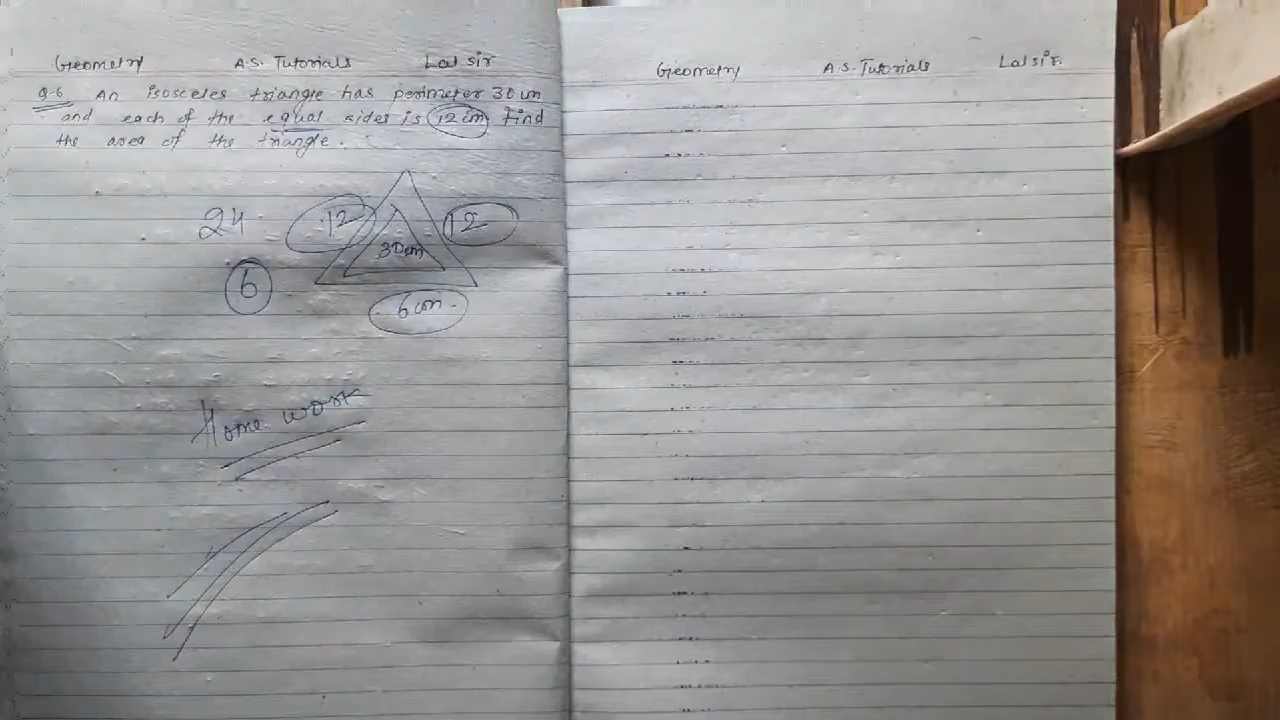 Geometry A.S. Tutorials Lal sir
Q.6 An isosceles triangle has perimeter 30 cm
and each of the equal sides is 12 cm Find
the area of the triangle.
24 12 12
30cm
6
6 cm.
Home work
Geometry A.S. Tutorials Lal sir.